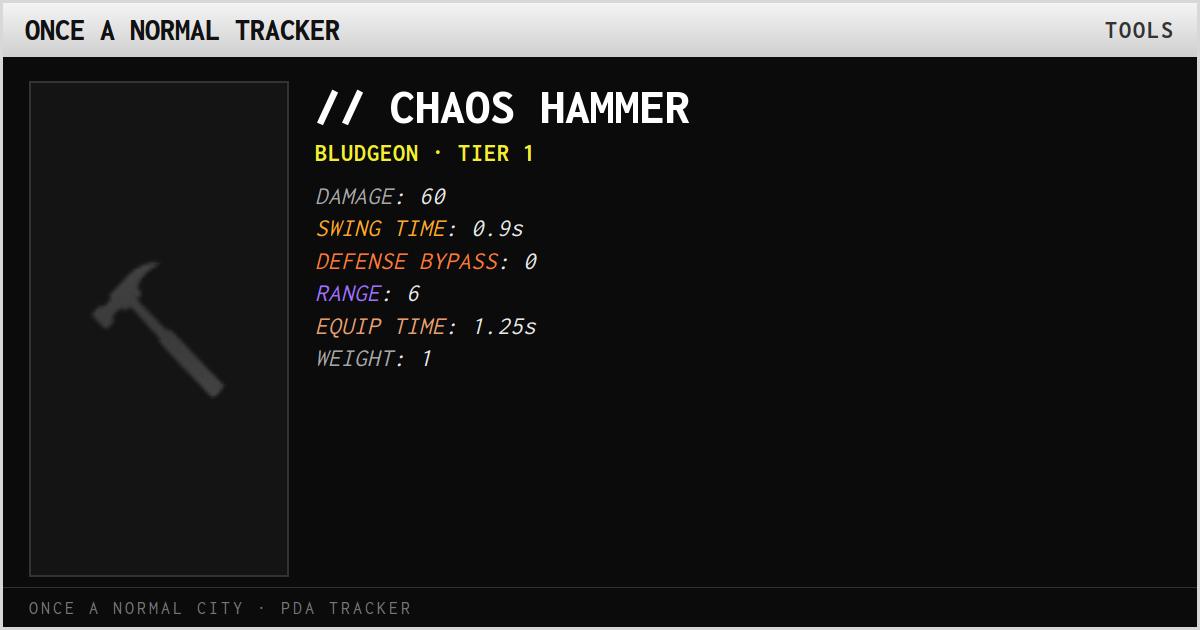 ONCE A NORMAL TRACKER
TOOLS
// CHAOS HAMMER
BLUDGEON · TIER 1
DAMAGE: 60
SWING TIME: 0.9s
DEFENSE BYPASS: 0
RANGE: 6
EQUIP TIME: 1.25s
WEIGHT: 1
ONCE A NORMAL CITY · PDA TRACKER